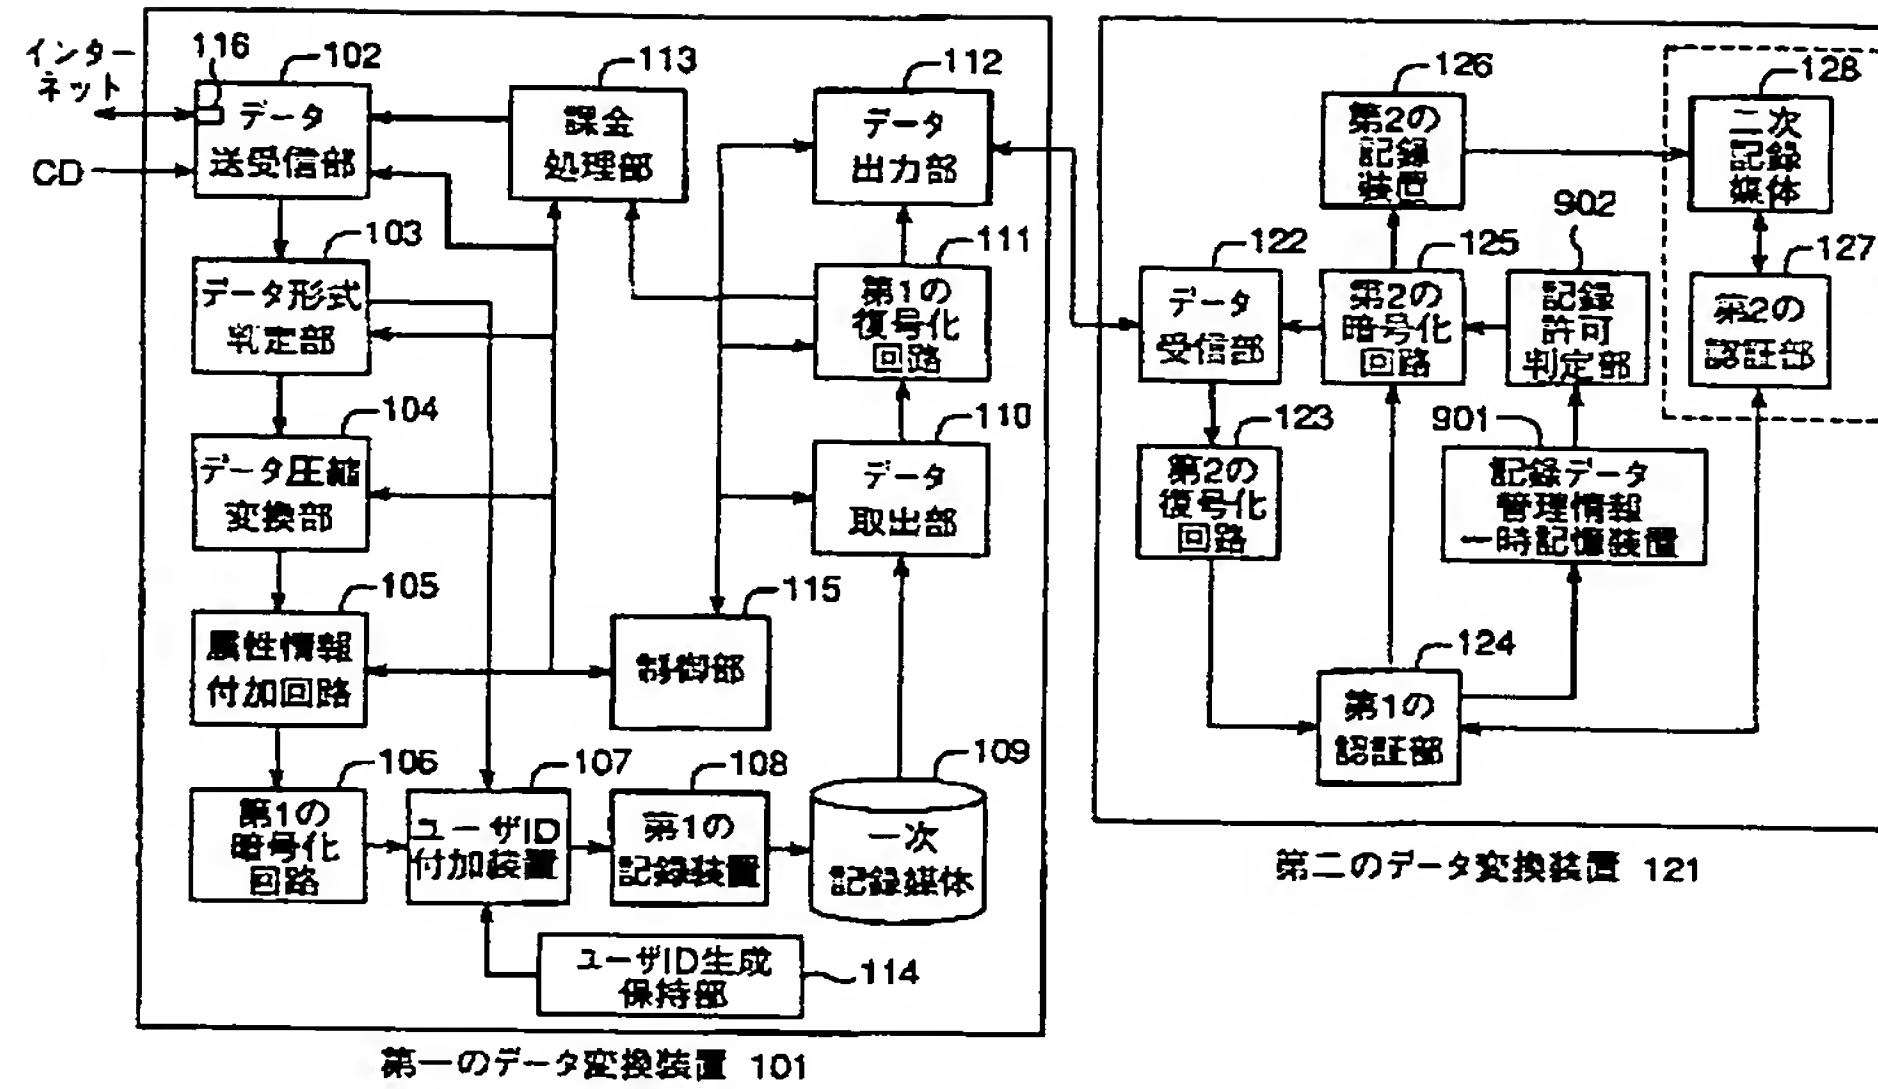 インター
ネット
CD
116
102
データ
送受信部
113
課金
処理部
112
データ
出力部
103
データ形式
判定部
111
第1の
復号化
回路
104
データ圧縮
変換部
110
データ
取出部
105
属性情報
付加回路
115
制御部
106
第1の
暗号化
回路
107
ユーザID
付加装置
108
第1の
記録装置
109
一次
記録媒体
ユーザID生成
保持部
114
第一のデータ変換装置 101
126
第2の
記録
装置
128
二次
記録
媒体
902
122
データ
受信部
125
第2の
暗号化
回路
記録
許可
判定部
127
第2の
認証部
123
第2の
復号化
回路
901
記録データ
管理情報
一時記憶装置
124
第1の
認証部
第二のデータ変換装置 121